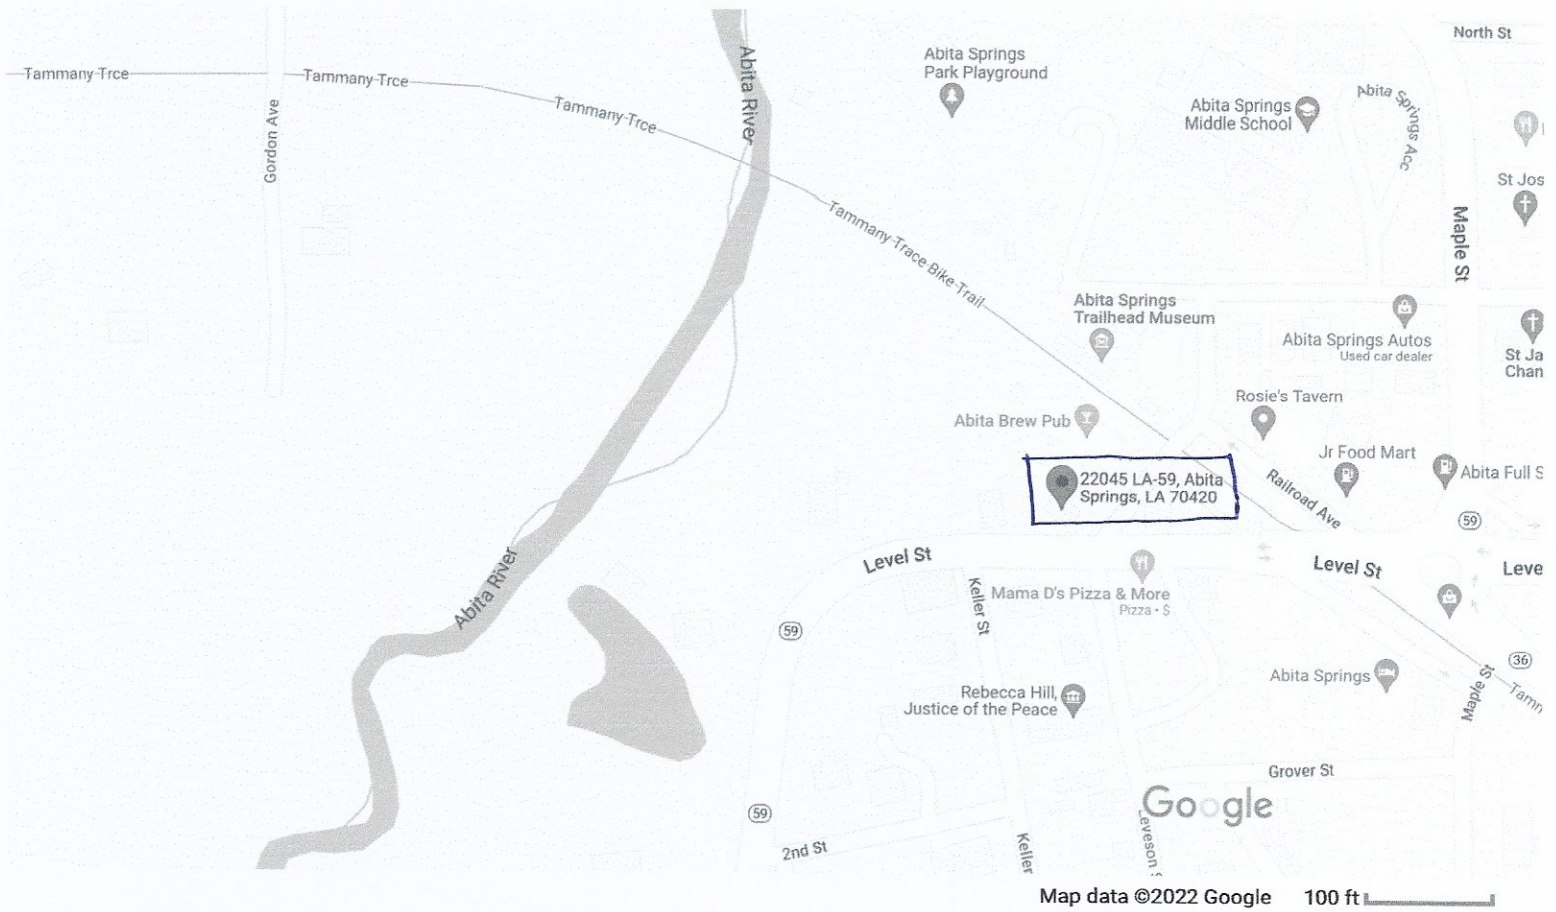 North St
Abita Springs
Park Playground
Tammany Trce
Tammany Trce
Tammany Trce
Abita River
Gordon Ave
Abita Springs
Middle School
Abita Springs Acc
St Jos
Maple St
Tammany Trace Bike Trail
Abita Springs
Trailhead Museum
Abita Springs Autos
Used car dealer
St Ja
Chan
Rosie's Tavern
Abita Brew Pub
Jr Food Mart
Abita Full S
22045 LA-59, Abita
Springs, LA 70420
Railroad Ave
59
Level St
Level St
Leve
Abita River
Keller St
Mama D's Pizza & More
Pizza • $
59
36
Abita Springs
Maple St
Tamn
Rebecca Hill,
Justice of the Peace
Grover St
Google
59
2nd St
Keller
Leveson S
Map data ©2022 Google 100 ft